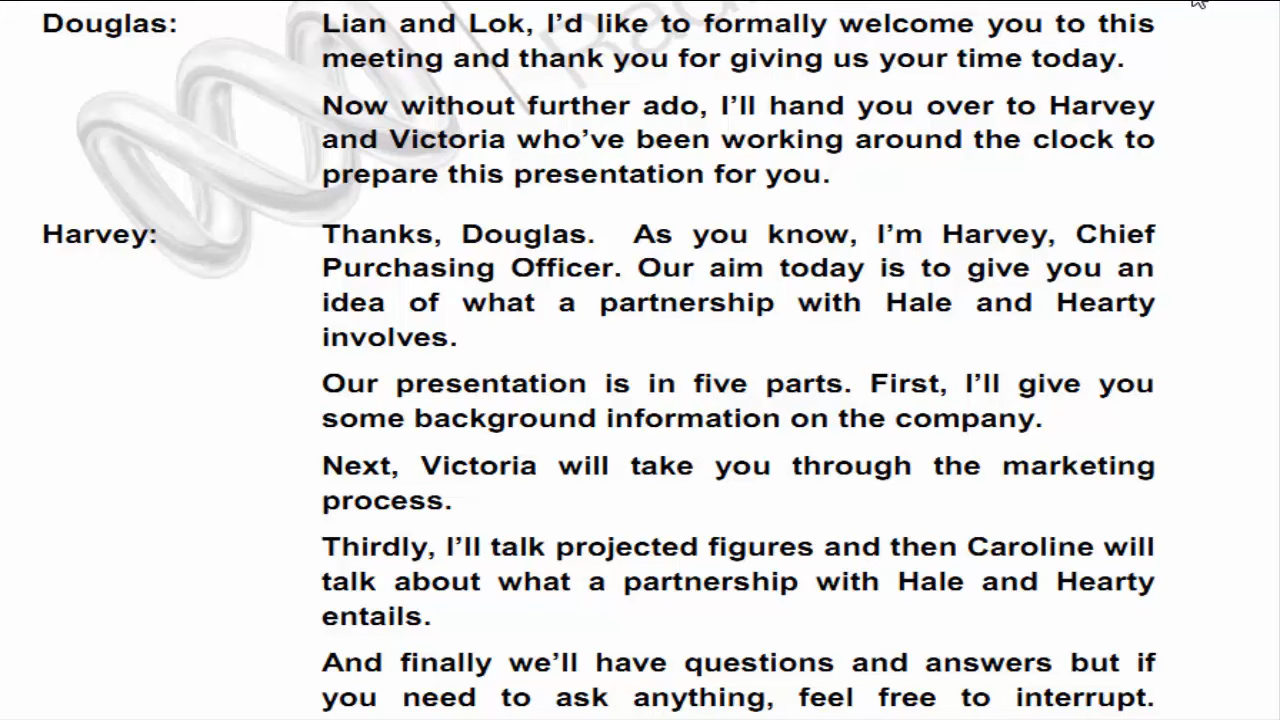 Douglas: Lian and Lok, I'd like to formally welcome you to this
meeting and thank you for giving us your time today.
Now without further ado, I'll hand you over to Harvey
and Victoria who've been working around the clock to
prepare this presentation for you.
Harvey: Thanks, Douglas. As you know, I'm Harvey, Chief
Purchasing Officer. Our aim today is to give you an
idea of what a partnership with Hale and Hearty
involves.
Our presentation is in five parts. First, I'll give you
some background information on the company.
Next, Victoria will take you through the marketing
process.
Thirdly, I'll talk projected figures and then Caroline will
talk about what a partnership with Hale and Hearty
entails.
And finally we'll have questions and answers but if
you need to ask anything, feel free to interrupt.